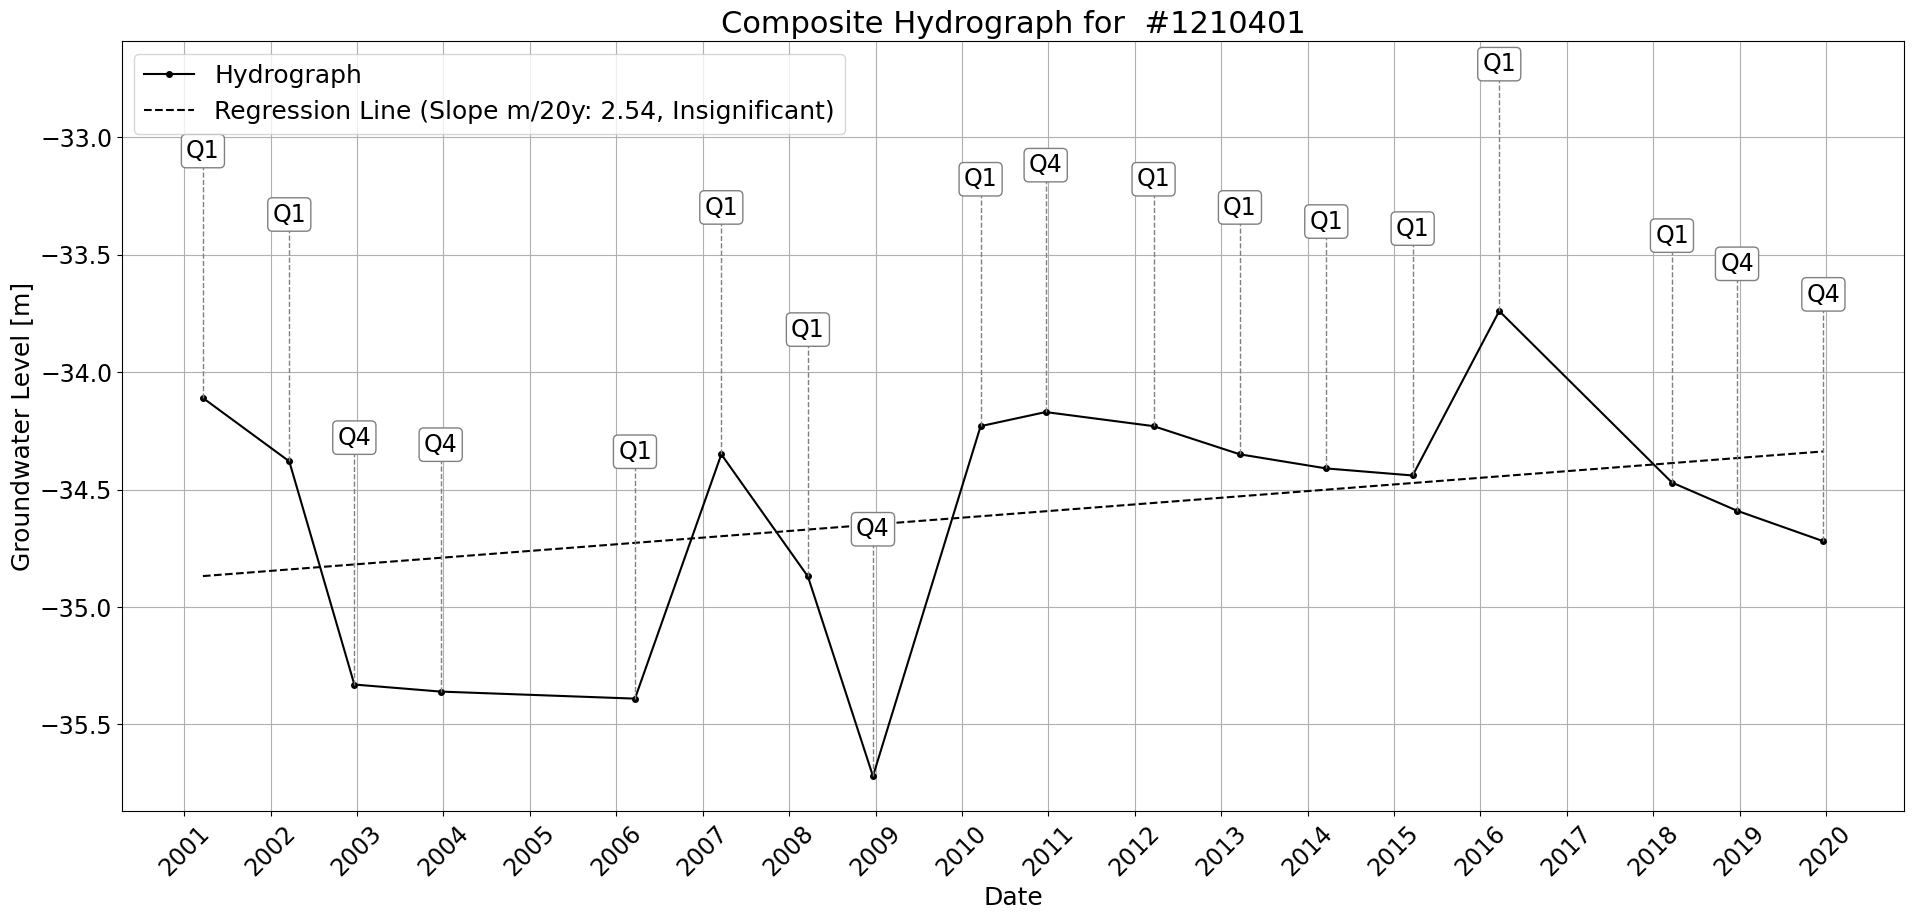 Composite Hydrograph for  #1210401
Hydrograph
Regression Line (Slope m/20y: 2.54, Insignificant)
Q1
Q1
Q4
Q4
Q1
Q1
Q1
Q4
Q1
Q4
Q1
Q1
Q1
Q1
Q1
Q1
Q4
Q4
Groundwater Level [m]
−33.0
−33.5
−34.0
−34.5
−35.0
−35.5
2001
2002
2003
2004
2005
2006
2007
2008
2009
2010
2011
2012
2013
2014
2015
2016
2017
2018
2019
2020
Date